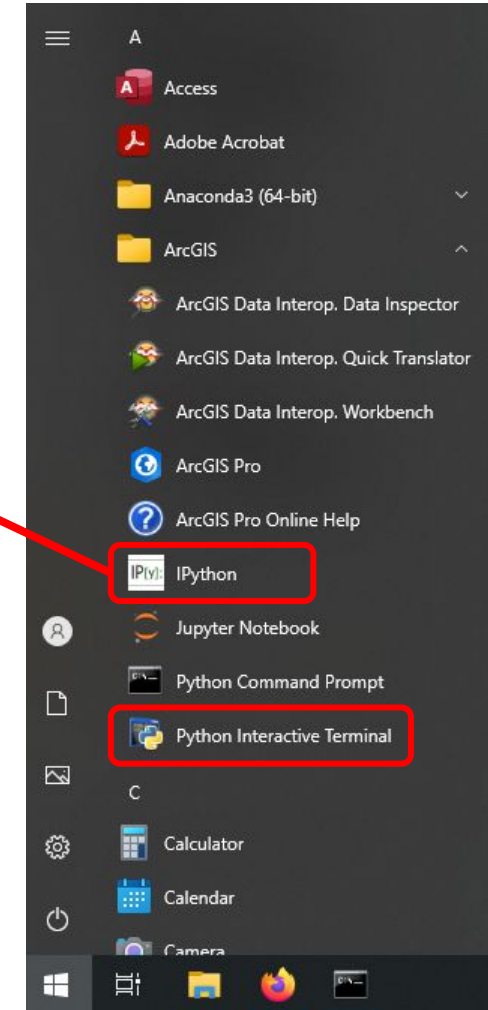 A
Access
Adobe Acrobat
Anaconda3 (64-bit)
ArcGIS
ArcGIS Data Interop. Data Inspector
ArcGIS Data Interop. Quick Translator
ArcGIS Data Interop. Workbench
ArcGIS Pro
ArcGIS Pro Online Help
IP[y]: IPython
Jupyter Notebook
Python Command Prompt
Python Interactive Terminal
C
Calculator
Calendar
Camera